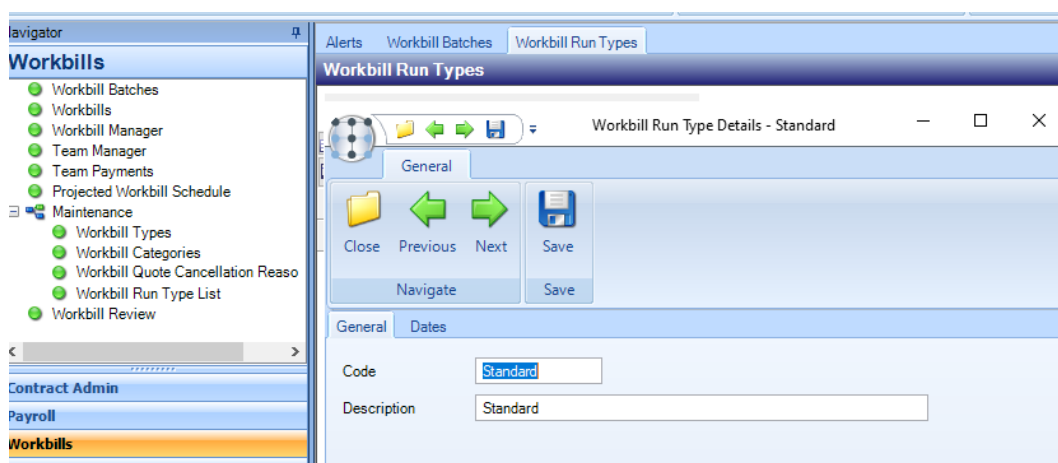 Navigator
Workbills
Workbill Batches
Workbills
Workbill Manager
Team Manager
Team Payments
Projected Workbill Schedule
Maintenance
Workbill Types
Workbill Categories
Workbill Quote Cancellation Reaso
Workbill Run Type List
Workbill Review
Contract Admin
Payroll
Workbills
Alerts Workbill Batches Workbill Run Types
Workbill Run Types
Workbill Run Type Details - Standard
General
Close Previous Next Save
Navigate Save
General Dates
Code Standard
Description Standard